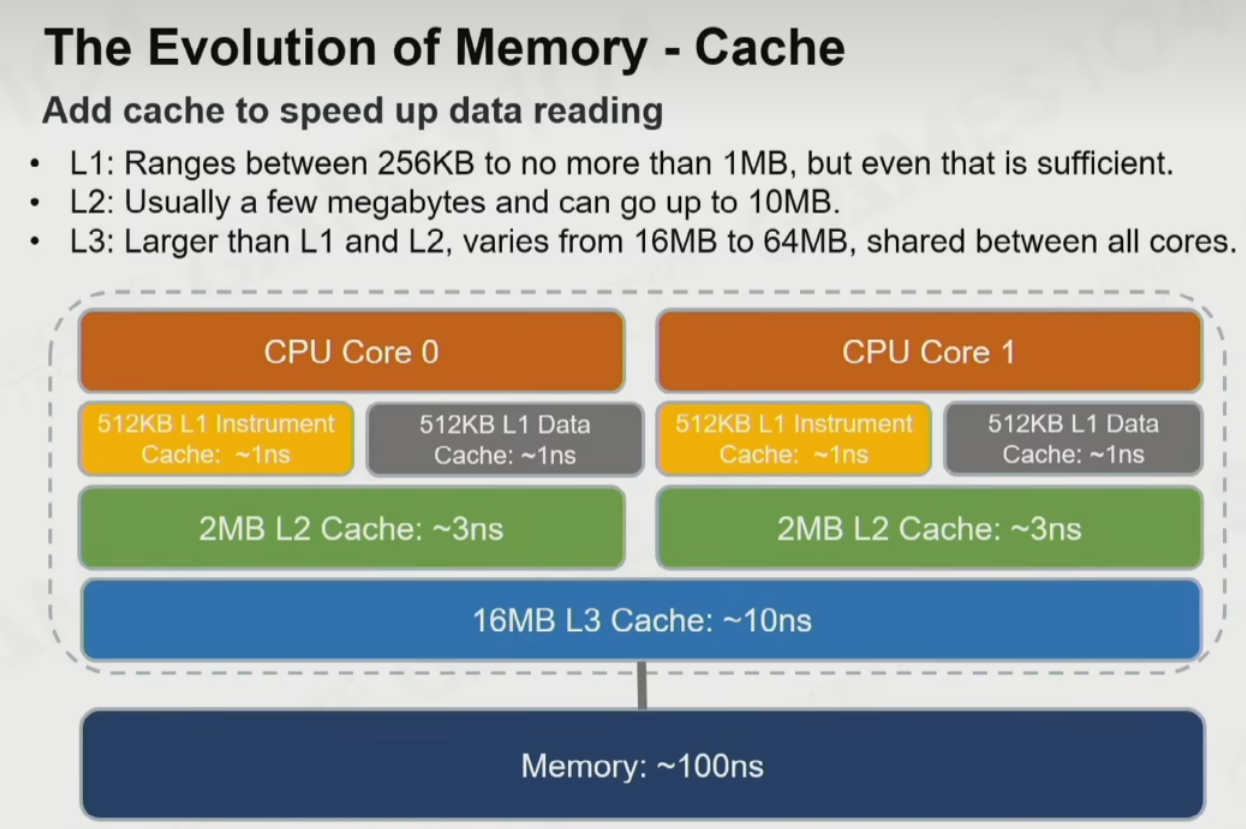 The Evolution of Memory - Cache
Add cache to speed up data reading
• L1: Ranges between 256KB to no more than 1MB, but even that is sufficient.
• L2: Usually a few megabytes and can go up to 10MB.
• L3: Larger than L1 and L2, varies from 16MB to 64MB, shared between all cores.
CPU Core 0
CPU Core 1
512KB L1 Instrument
Cache: ~1ns
512KB L1 Data
Cache: ~1ns
512KB L1 Instrument
Cache: ~1ns
512KB L1 Data
Cache: ~1ns
2MB L2 Cache: ~3ns
2MB L2 Cache: ~3ns
16MB L3 Cache: ~10ns
Memory: ~100ns